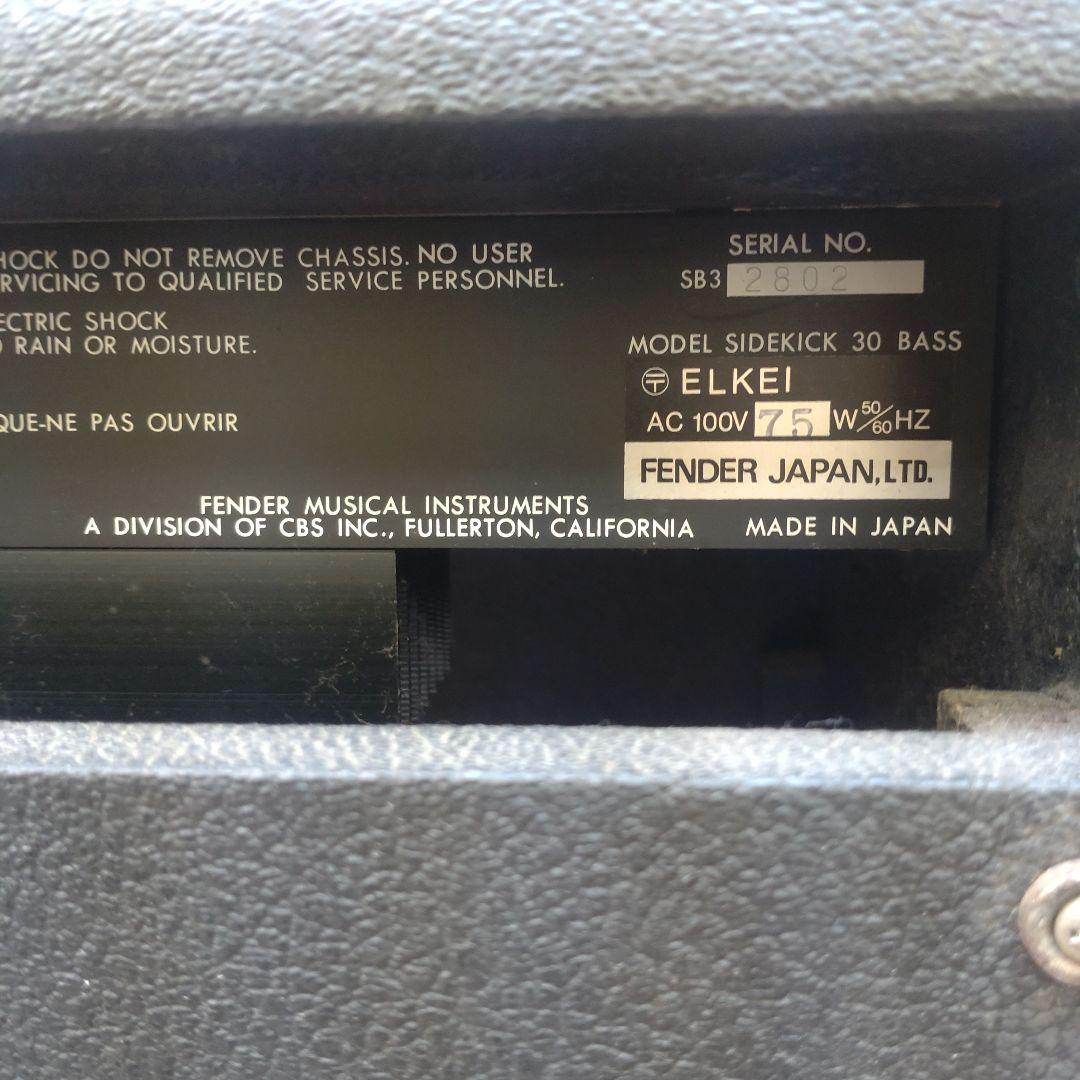 SHOCK DO NOT REMOVE CHASSIS. NO USER
RVICING TO QUALIFIED SERVICE PERSONNEL.
ECTRIC SHOCK
RAIN OR MOISTURE.
QUE-NE PAS OUVRIR
SERIAL NO.
SB3 2802
MODEL SIDEKICK 30 BASS
〶 ELKEI
AC 100V 75 W 50/60 HZ
FENDER JAPAN, LTD.
FENDER MUSICAL INSTRUMENTS
A DIVISION OF CBS INC., FULLERTON, CALIFORNIA
MADE IN JAPAN